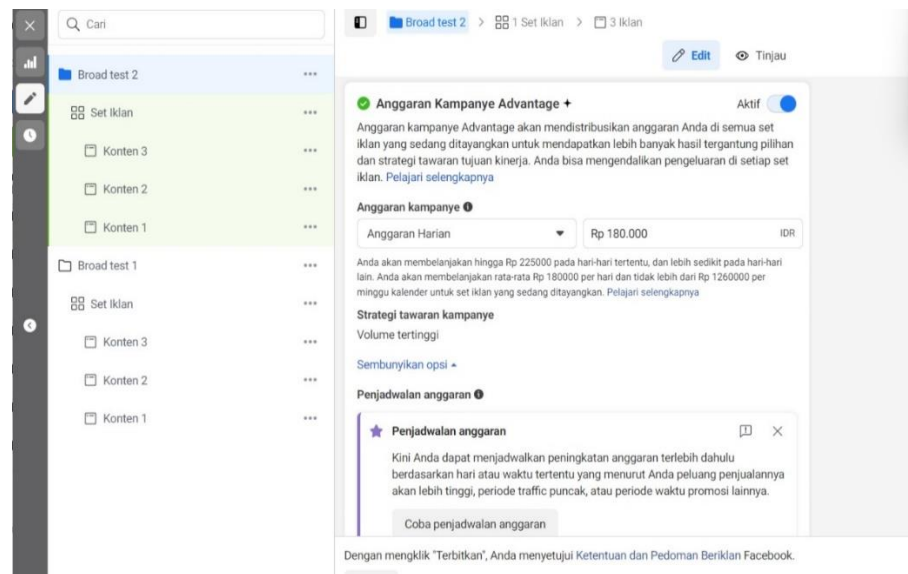 Cari
Broad test 2
Set Iklan
Konten 3
Konten 2
Konten 1
Broad test 1
Set Iklan
Konten 3
Konten 2
Konten 1
Broad test 2 > 1 Set Iklan > 3 Iklan
Edit Tinjau
Anggaran Kampanye Advantage + Aktif
Anggaran kampanye Advantage akan mendistribusikan anggaran Anda di semua set
iklan yang sedang ditayangkan untuk mendapatkan lebih banyak hasil tergantung pilihan
dan strategi tawaran tujuan kinerja. Anda bisa mengendalikan pengeluaran di setiap set
iklan. Pelajari selengkapnya
Anggaran kampanye
Anggaran Harian Rp 180.000 IDR
Anda akan membelanjakan hingga Rp 225000 pada hari-hari tertentu, dan lebih sedikit pada hari-hari
lain. Anda akan membelanjakan rata-rata Rp 180000 per hari dan tidak lebih dari Rp 1260000 per
minggu kalender untuk set iklan yang sedang ditayangkan. Pelajari selengkapnya
Strategi tawaran kampanye
Volume tertinggi
Sembunyikan opsi
Penjadwalan anggaran
Penjadwalan anggaran
Kini Anda dapat menjadwalkan peningkatan anggaran terlebih dahulu
berdasarkan hari atau waktu tertentu yang menurut Anda peluang penjualannya
akan lebih tinggi, periode traffic puncak, atau periode waktu promosi lainnya.
Coba penjadwalan anggaran
Dengan mengklik "Terbitkan", Anda menyetujui Ketentuan dan Pedoman Beriklan Facebook.